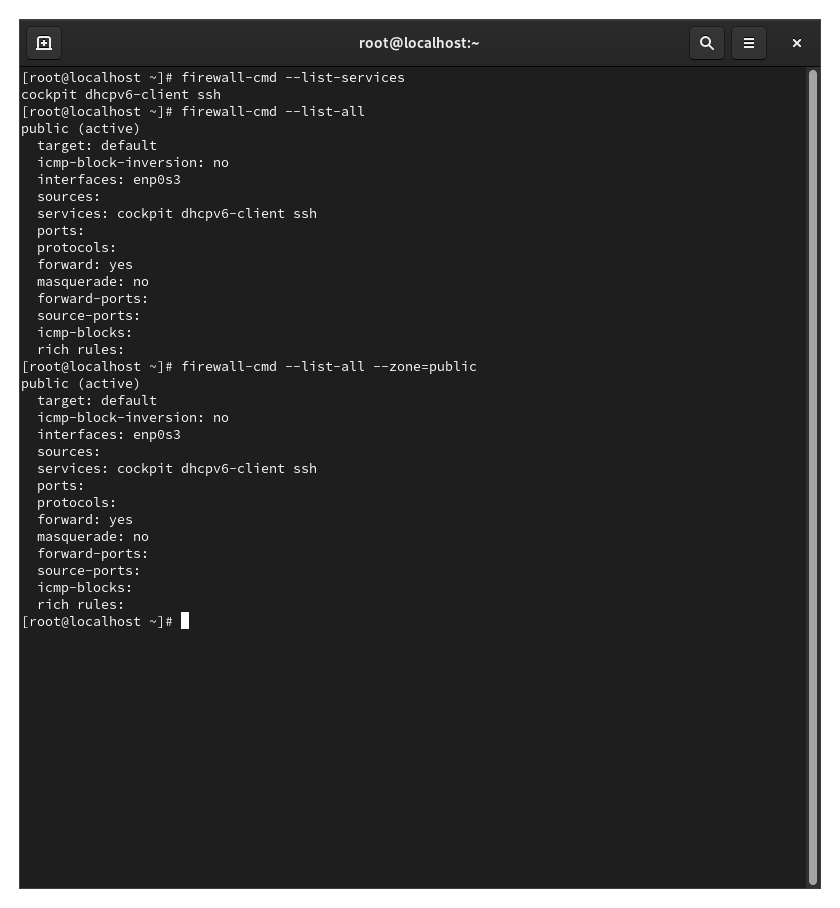 root@localhost:~
[root@localhost ~]# firewall-cmd --list-services
cockpit dhcpv6-client ssh
[root@localhost ~]# firewall-cmd --list-all
public (active)
  target: default
  icmp-block-inversion: no
  interfaces: enp0s3
  sources:
  services: cockpit dhcpv6-client ssh
  ports:
  protocols:
  forward: yes
  masquerade: no
  forward-ports:
  source-ports:
  icmp-blocks:
  rich rules:
[root@localhost ~]# firewall-cmd --list-all --zone=public
public (active)
  target: default
  icmp-block-inversion: no
  interfaces: enp0s3
  sources:
  services: cockpit dhcpv6-client ssh
  ports:
  protocols:
  forward: yes
  masquerade: no
  forward-ports:
  source-ports:
  icmp-blocks:
  rich rules:
[root@localhost ~]#